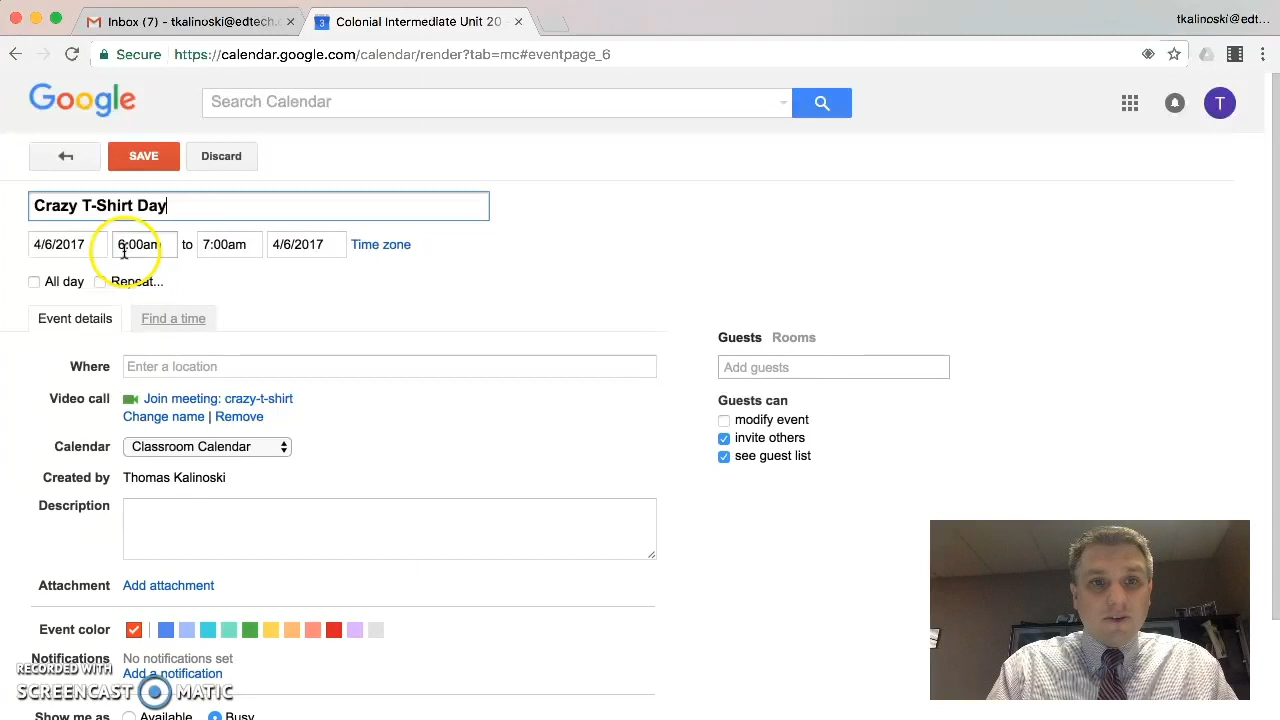 Inbox (7) - tkalinoski@edtech.c
Colonial Intermediate Unit 20 -
tkalinoski@edt...
Secure https://calendar.google.com/calendar/render?tab=mc#eventpage_6
Google
Search Calendar
T
SAVE
Discard
Crazy T-Shirt Day
4/6/2017 6:00am to 7:00am 4/6/2017 Time zone
All day Repeat...
Event details Find a time
Guests Rooms
Where Enter a location
Add guests
Video call Join meeting: crazy-t-shirt
Change name | Remove
Guests can
modify event
invite others
see guest list
Calendar Classroom Calendar
Created by Thomas Kalinoski
Description
Attachment Add attachment
Event color
Notifications No notifications set
Add a notification
RECORDED WITH
SCREENCAST MATIC
Show me as Available Busy